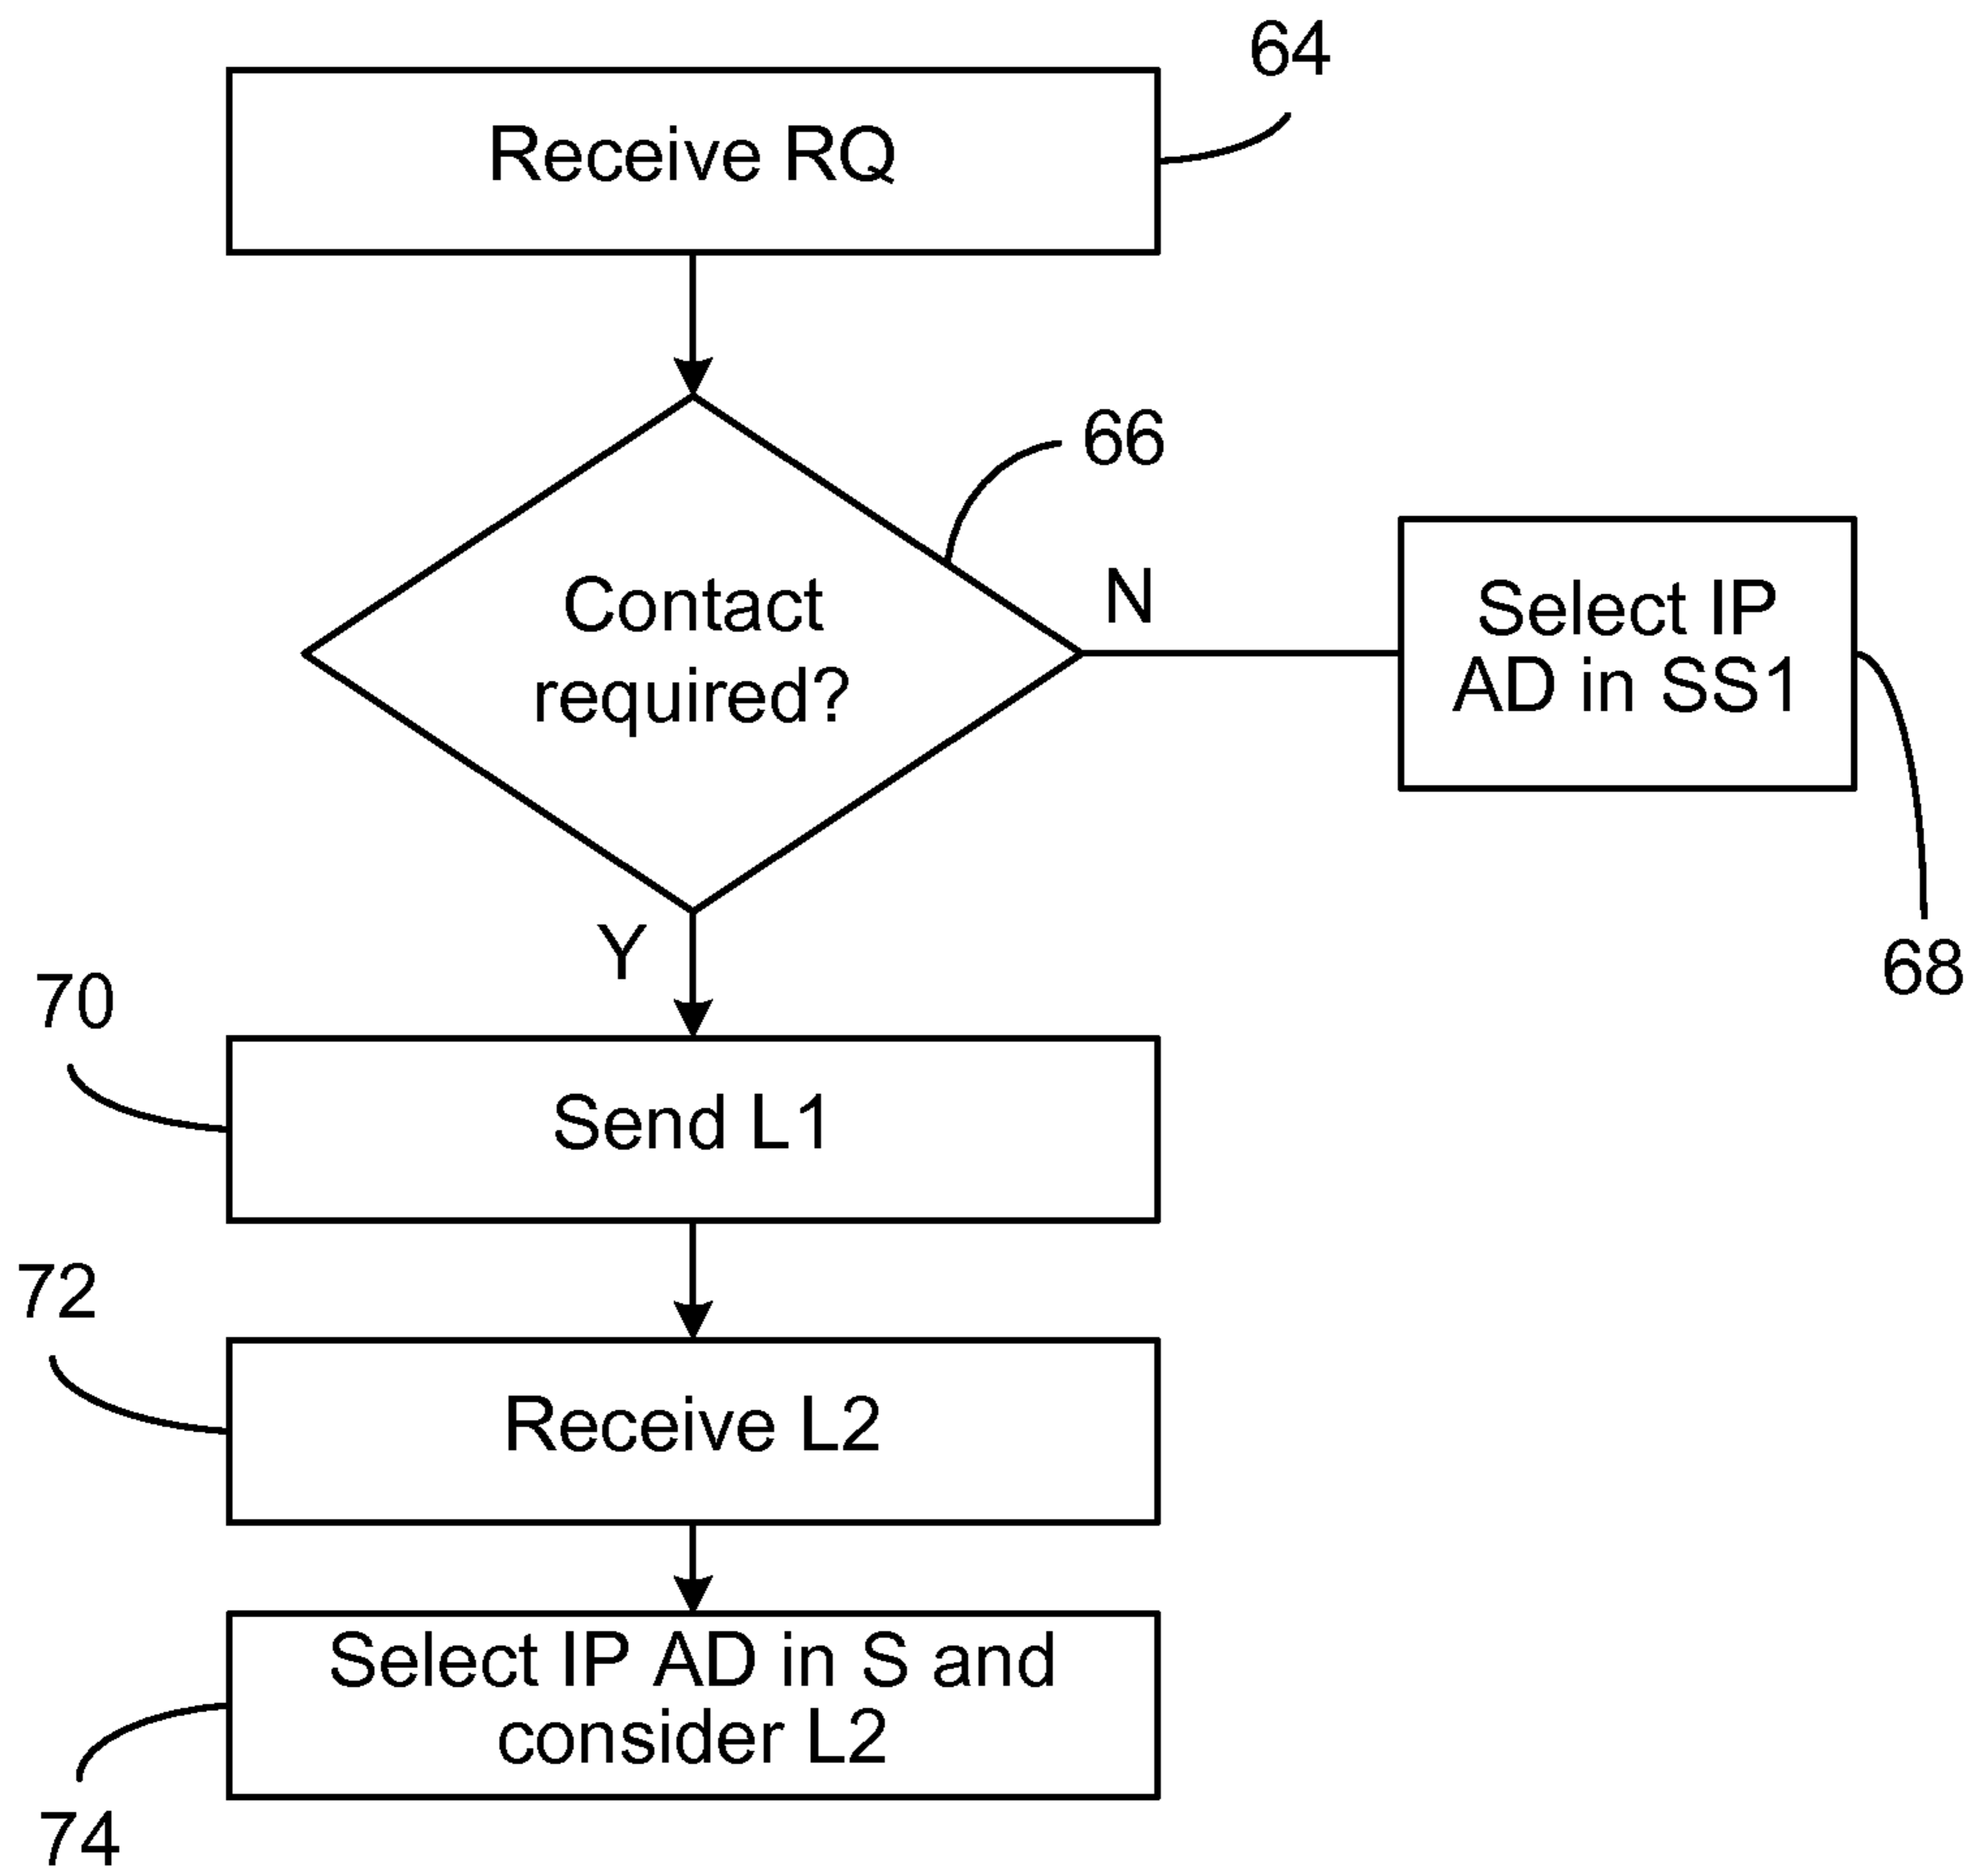 64
Receive RQ
66
Contact
required?
N
Select IP
AD in SS1
68
Y
70
Send L1
72
Receive L2
Select IP AD in S and
consider L2
74